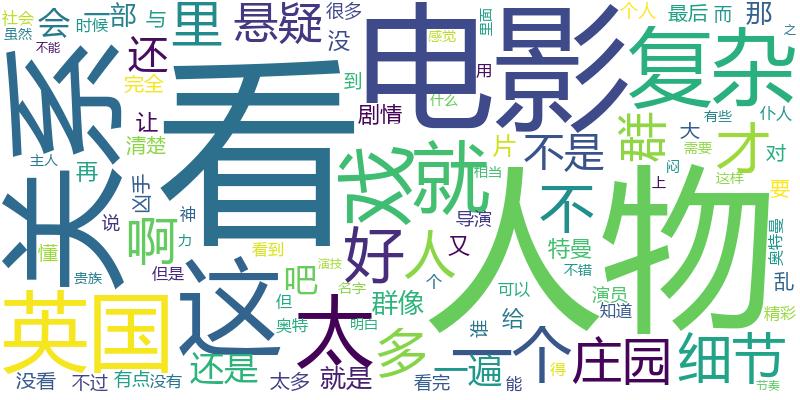 社会
虽然
时候
会
一部
与
里
悬疑
很多
没
还
完全
让
清楚
到
剧情
关系
看
电影
感觉
什么
里面
用
个人
最后
而
那
之
不能
复杂
有些
仆人
片
不是
群
才
大
需要
对
闷
相当
上
这样
要
主人
再
凶手
说
神
力
啊
戏
就
不
人物
懂
贵族
但是
看到
演技
好
人
导演
又
特曼
不错
奥特曼
乱
英国
这
吧
名字
个
但
奥特
太
明白
群像
多
谁
可以
给
演员
知道
精彩
一个
庄园
细节
没看
不过
有点
没有
还是
太多
就是
看完
一遍
能
得
节奏